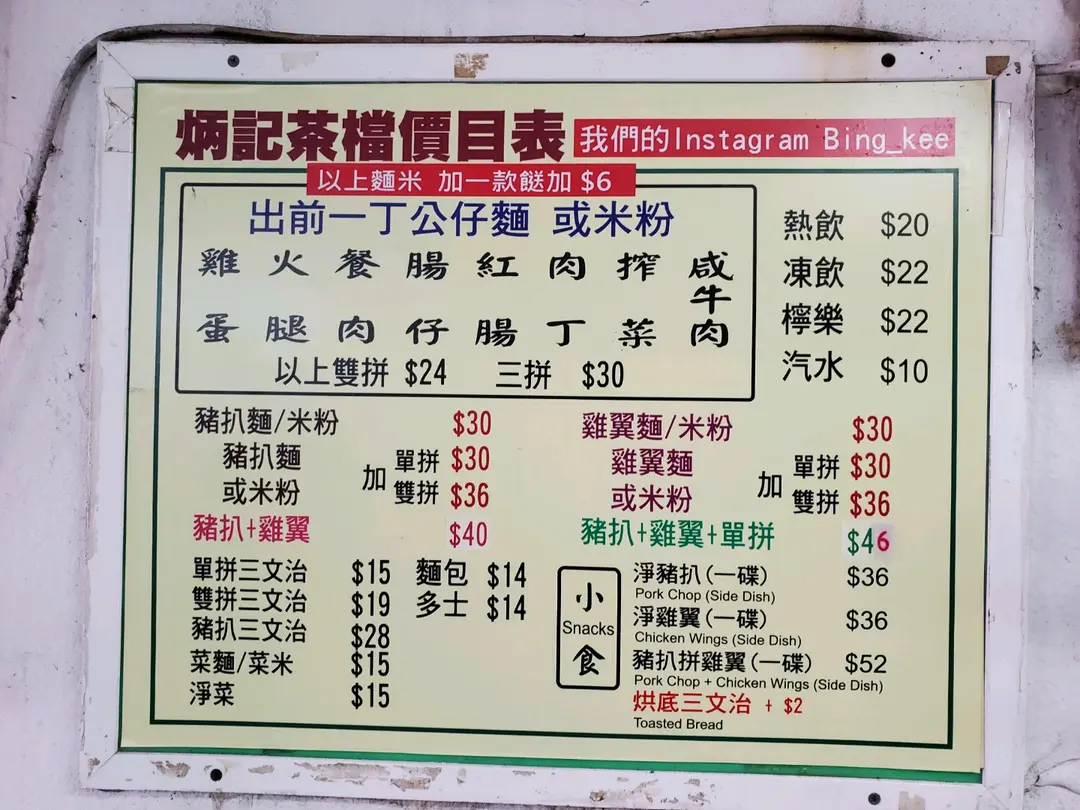 炳記茶檔價目表 我們的Instagram Bing_kee
以上麵米 加一款餸加 $6
出前一丁公仔麵 或米粉
雞蛋 火腿 餐肉 腸仔 紅腸 肉丁 搾菜 咸牛肉
以上雙拼 $24 三拼 $30
熱飲 $20
凍飲 $22
檸樂 $22
汽水 $10
豬扒麵/米粉 $30
豬扒麵或米粉 加 單拼 $30
雙拼 $36
豬扒+雞翼 $40
雞翼麵/米粉 $30
雞翼麵或米粉 加 單拼 $30
雙拼 $36
豬扒+雞翼+單拼 $46
單拼三文治 $15
雙拼三文治 $19
豬扒三文治 $28
菜麵/菜米 $15
淨菜 $15
麵包 $14
多士 $14
小食
Snacks
淨豬扒(一碟) $36
Pork Chop (Side Dish)
淨雞翼(一碟) $36
Chicken Wings (Side Dish)
豬扒拼雞翼(一碟) $52
Pork Chop + Chicken Wings (Side Dish)
烘底三文治 + $2
Toasted Bread